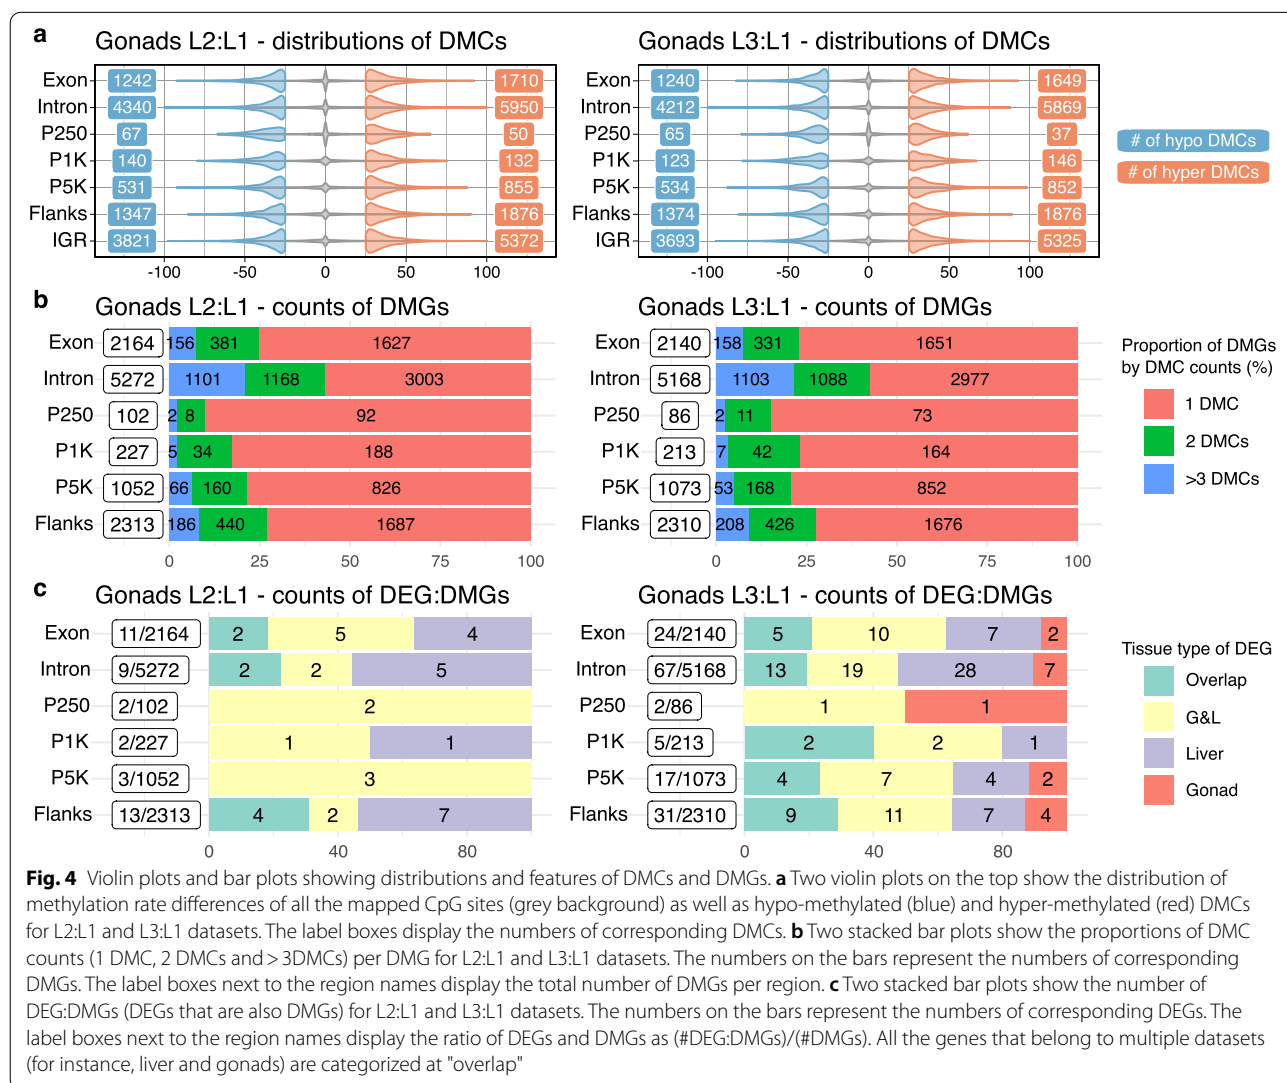 a
Gonads L2:L1 - distributions of DMCs
Exon 1242 1710
Intron 4340 5950
P250 67 50
P1K 140 132
P5K 531 855
Flanks 1347 1876
IGR 3821 5372
-100 -50 0 50 100
Gonads L3:L1 - distributions of DMCs
Exon 1240 1649
Intron 4212 5869
P250 65 37
P1K 123 146
P5K 534 852
Flanks 1374 1876
IGR 3693 5325
-100 -50 0 50 100
# of hypo DMCs
# of hyper DMCs
b
Gonads L2:L1 - counts of DMGs
Exon 2164 156 381 1627
Intron 5272 1101 1168 3003
P250 102 2 8 92
P1K 227 5 34 188
P5K 1052 66 160 826
Flanks 2313 186 440 1687
0 25 50 75 100
Gonads L3:L1 - counts of DMGs
Exon 2140 158 331 1651
Intron 5168 1103 1088 2977
P250 86 2 11 73
P1K 213 7 42 164
P5K 1073 53 168 852
Flanks 2310 208 426 1676
0 25 50 75 100
Proportion of DMGs
by DMC counts (%)
1 DMC
2 DMCs
>3 DMCs
c
Gonads L2:L1 - counts of DEG:DMGs
Exon 11/2164 2 5 4
Intron 9/5272 2 2 5
P250 2/102 2
P1K 2/227 1 1
P5K 3/1052 3
Flanks 13/2313 4 2 7
0 40 80
Gonads L3:L1 - counts of DEG:DMGs
Exon 24/2140 5 10 7 2
Intron 67/5168 13 19 28 7
P250 2/86 1 1
P1K 5/213 2 2 1
P5K 17/1073 4 7 4 2
Flanks 31/2310 9 11 7 4
0 40 80
Tissue type of DEG
Overlap
G&L
Liver
Gonad
Fig. 4 Violin plots and bar plots showing distributions and features of DMCs and DMGs. a Two violin plots on the top show the distribution of
methylation rate differences of all the mapped CpG sites (grey background) as well as hypo-methylated (blue) and hyper-methylated (red) DMCs
for L2:L1 and L3:L1 datasets. The label boxes display the numbers of corresponding DMCs. b Two stacked bar plots show the proportions of DMC
counts (1 DMC, 2 DMCs and > 3DMCs) per DMG for L2:L1 and L3:L1 datasets. The numbers on the bars represent the numbers of corresponding
DMGs. The label boxes next to the region names display the total number of DMGs per region. c Two stacked bar plots show the number of
DEG:DMGs (DEGs that are also DMGs) for L2:L1 and L3:L1 datasets. The numbers on the bars represent the numbers of corresponding DEGs. The
label boxes next to the region names display the ratio of DEGs and DMGs as (#DEG:DMGs)/(#DMGs). All the genes that belong to multiple datasets
(for instance, liver and gonads) are categorized at "overlap"